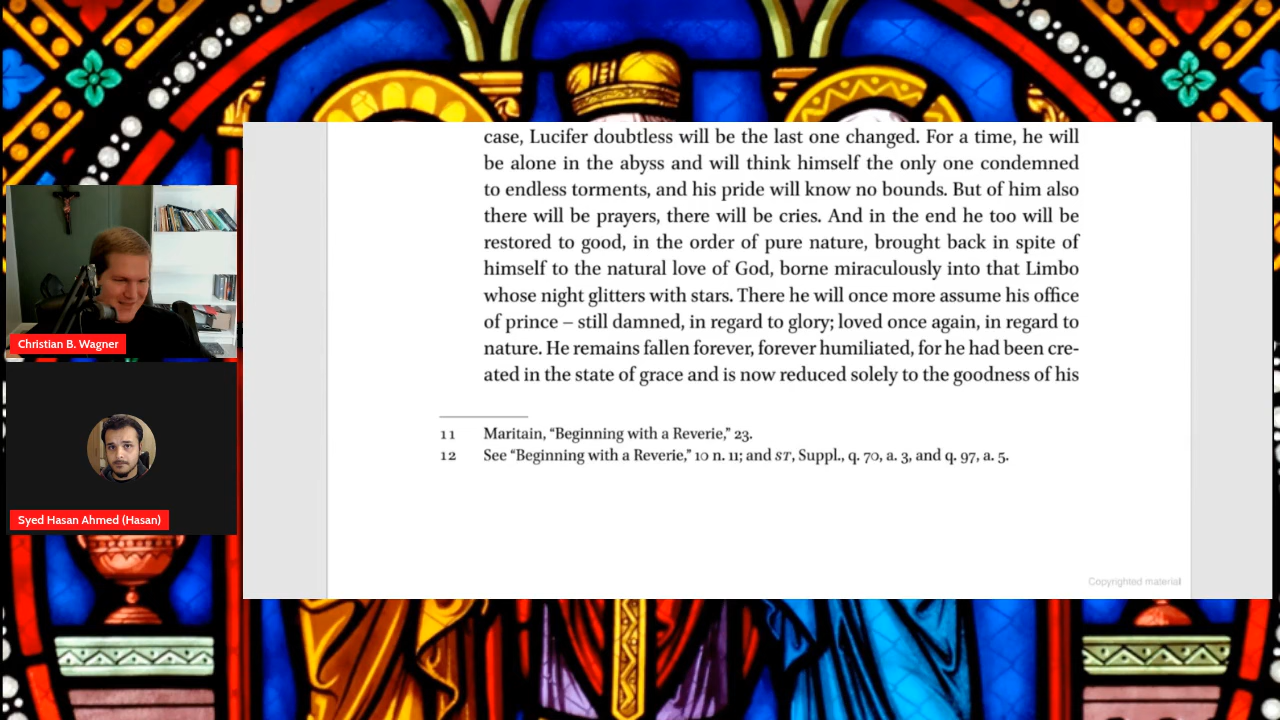 case, Lucifer doubtless will be the last one changed. For a time, he will
be alone in the abyss and will think himself the only one condemned
to endless torments, and his pride will know no bounds. But of him also
there will be prayers, there will be cries. And in the end he too will be
restored to good, in the order of pure nature, brought back in spite of
himself to the natural love of God, borne miraculously into that Limbo
whose night glitters with stars. There he will once more assume his office
of prince – still damned, in regard to glory; loved once again, in regard to
nature. He remains fallen forever, forever humiliated, for he had been cre-
ated in the state of grace and is now reduced solely to the goodness of his
11 Maritain, “Beginning with a Reverie,” 23.
12 See “Beginning with a Reverie,” 10 n. 11; and ST, Suppl., q. 70, a. 3, and q. 97, a. 5.
Copyrighted material
Christian B. Wagner
Syed Hasan Ahmed (Hasan)